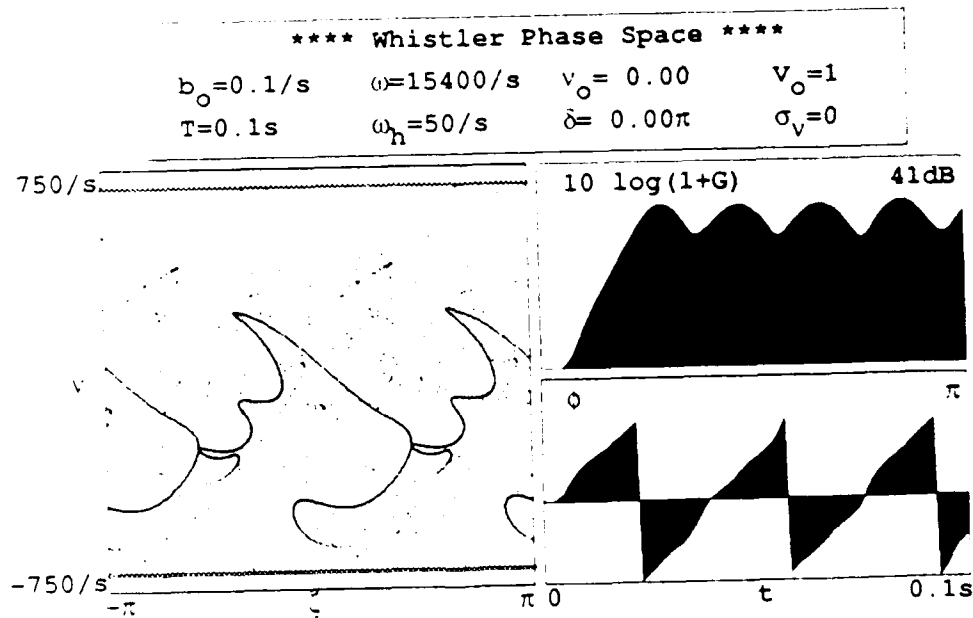 **** Whistler Phase Space ****
b_o=0.1/s ω=15400/s ν_o= 0.00 V_o=1
T=0.1s ω_h=50/s δ= 0.00π σ_v=0
750/s
10 log(1+G) 41dB
v
φ π
-750/s
-π ζ π 0 t 0.1s